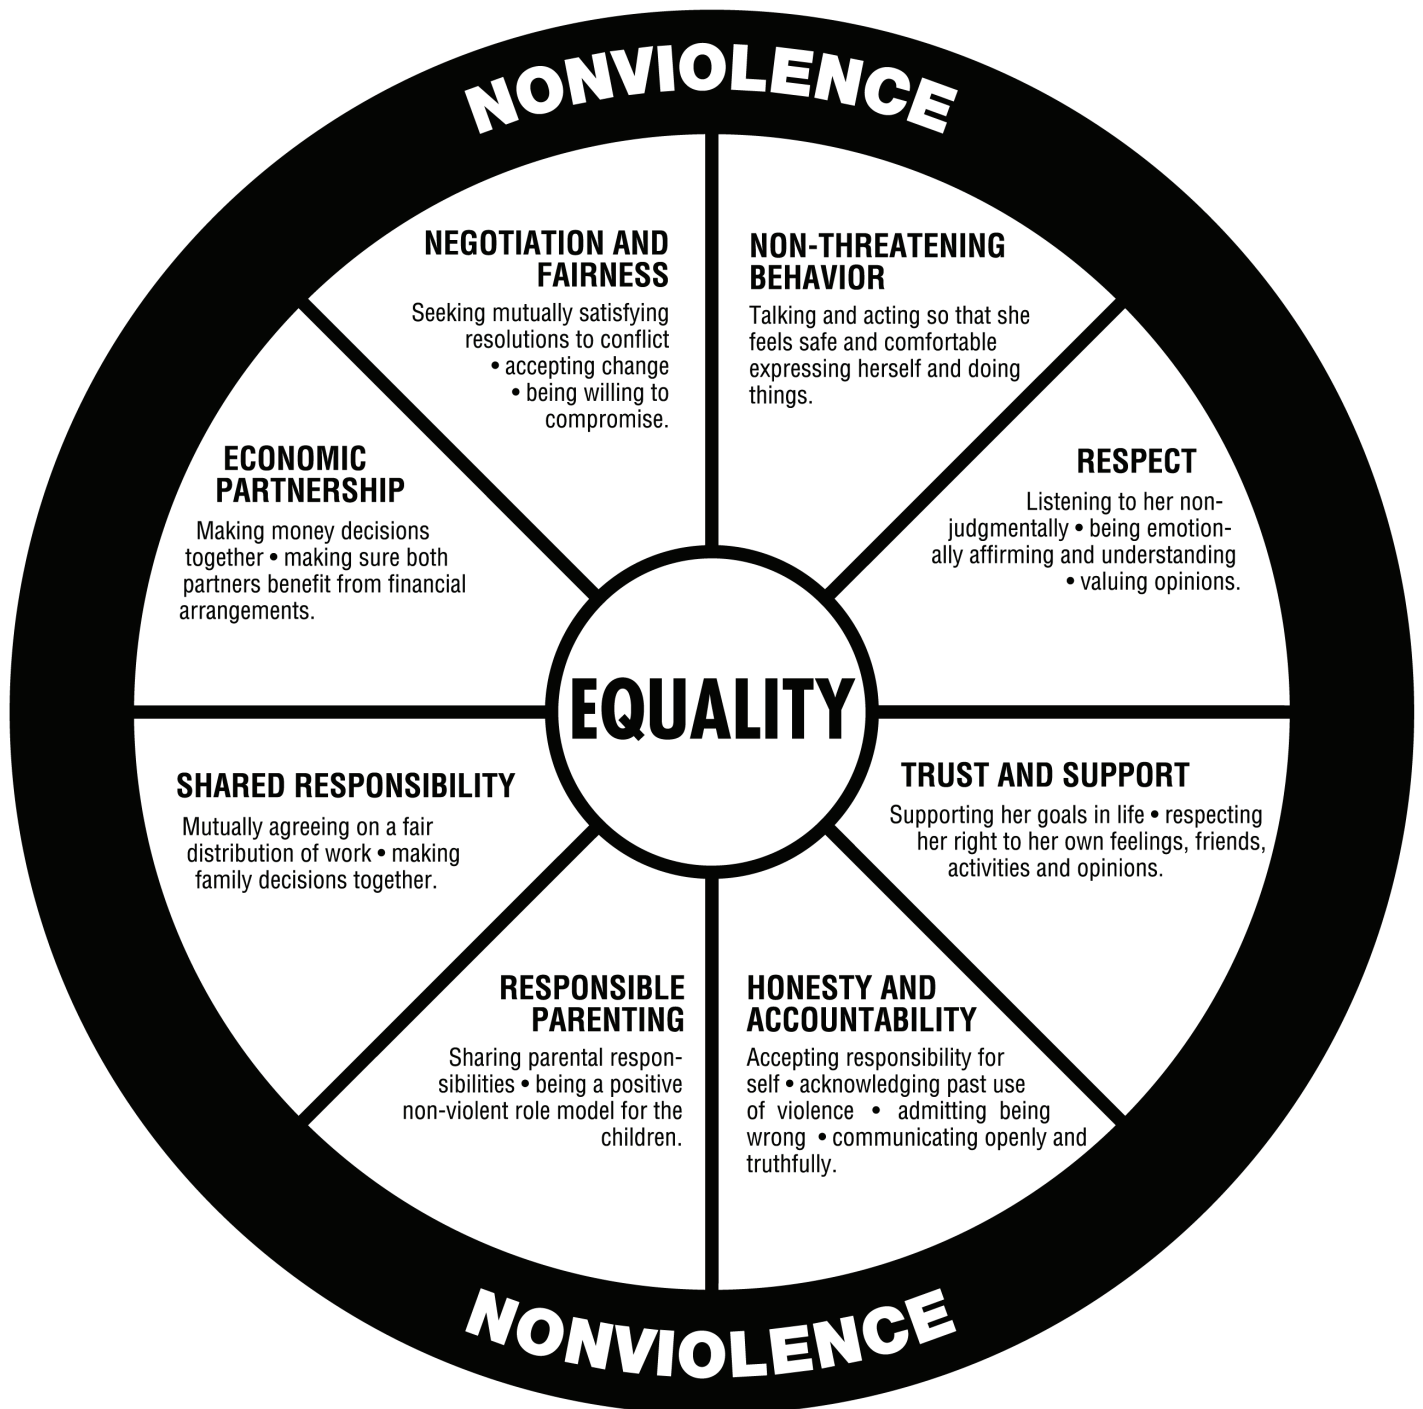 NONVIOLENCE
NEGOTIATION AND
FAIRNESS
Seeking mutually satisfying
resolutions to conflict
• accepting change
• being willing to
compromise.
NON-THREATENING
BEHAVIOR
Talking and acting so that she
feels safe and comfortable
expressing herself and doing
things.
ECONOMIC
PARTNERSHIP
Making money decisions
together • making sure both
partners benefit from financial
arrangements.
RESPECT
Listening to her non-
judgmentally • being emotion-
ally affirming and understanding
• valuing opinions.
EQUALITY
SHARED RESPONSIBILITY
Mutually agreeing on a fair
distribution of work • making
family decisions together.
TRUST AND SUPPORT
Supporting her goals in life • respecting
her right to her own feelings, friends,
activities and opinions.
RESPONSIBLE
PARENTING
Sharing parental respon-
sibilities • being a positive
non-violent role model for the
children.
HONESTY AND
ACCOUNTABILITY
Accepting responsibility for
self • acknowledging past use
of violence • admitting being
wrong • communicating openly and
truthfully.
NONVIOLENCE